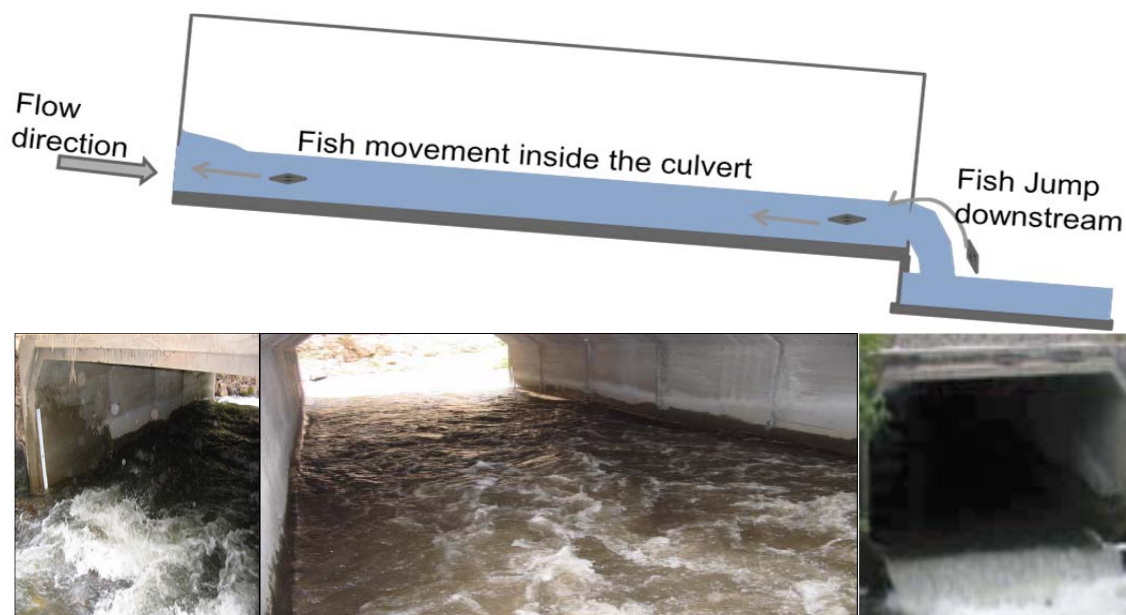 Flow
direction
Fish movement inside the culvert
Fish Jump
downstream